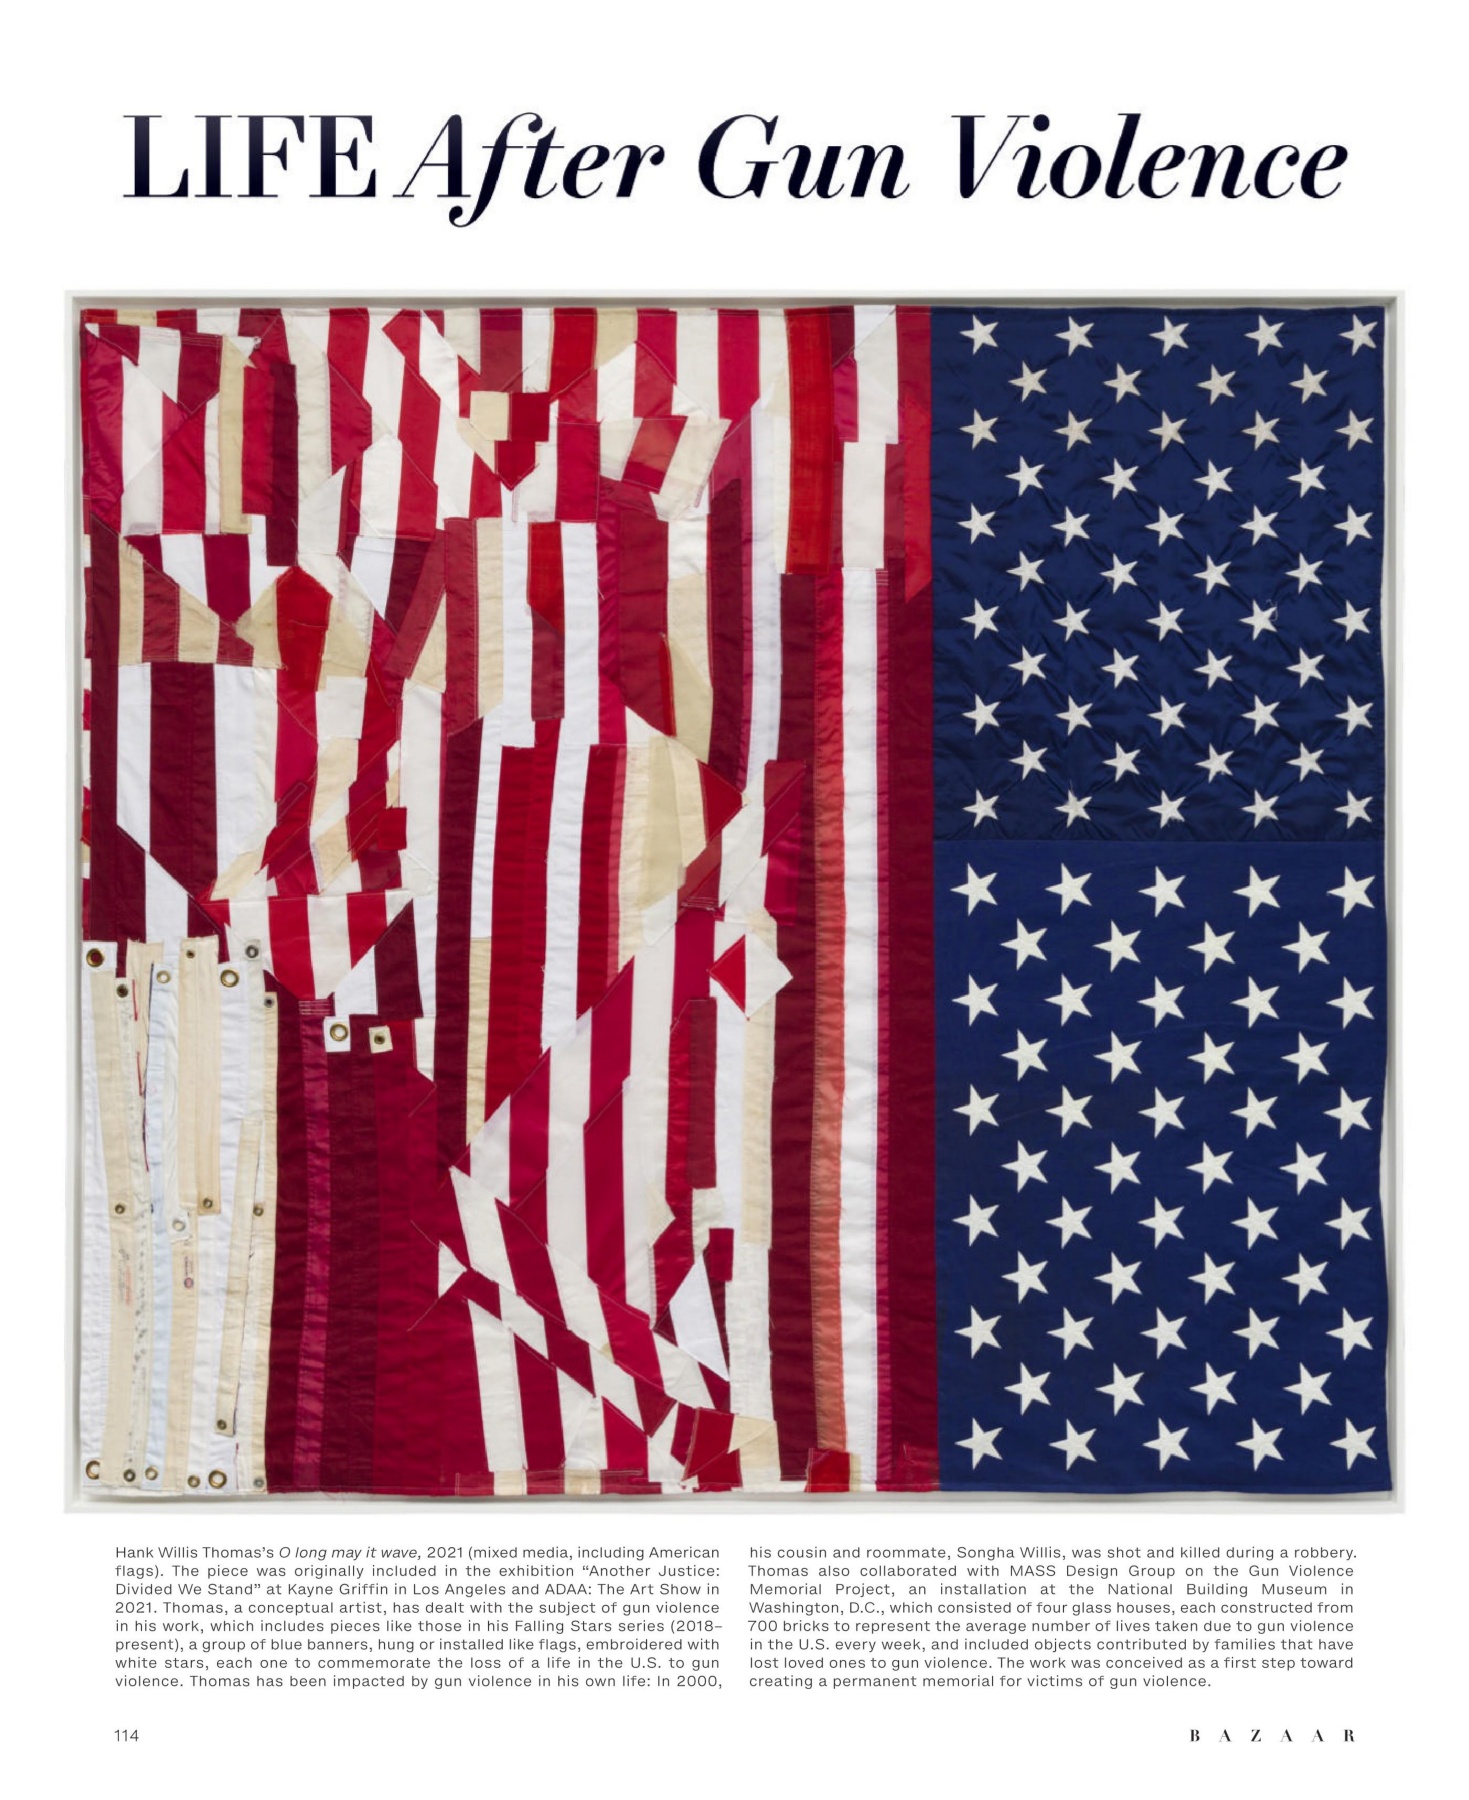 LIFE After Gun Violence
Hank Willis Thomas’s O long may it wave, 2021 (mixed media, including American
flags). The piece was originally included in the exhibition “Another Justice:
Divided We Stand” at Kayne Griffin in Los Angeles and ADAA: The Art Show in
2021. Thomas, a conceptual artist, has dealt with the subject of gun violence
in his work, which includes pieces like those in his Falling Stars series (2018–
present), a group of blue banners, hung or installed like flags, embroidered with
white stars, each one to commemorate the loss of a life in the U.S. to gun
violence. Thomas has been impacted by gun violence in his own life: In 2000,
his cousin and roommate, Songha Willis, was shot and killed during a robbery.
Thomas also collaborated with MASS Design Group on the Gun Violence
Memorial Project, an installation at the National Building Museum in
Washington, D.C., which consisted of four glass houses, each constructed from
700 bricks to represent the average number of lives taken due to gun violence
in the U.S. every week, and included objects contributed by families that have
lost loved ones to gun violence. The work was conceived as a first step toward
creating a permanent memorial for victims of gun violence.
114
BAZAAR